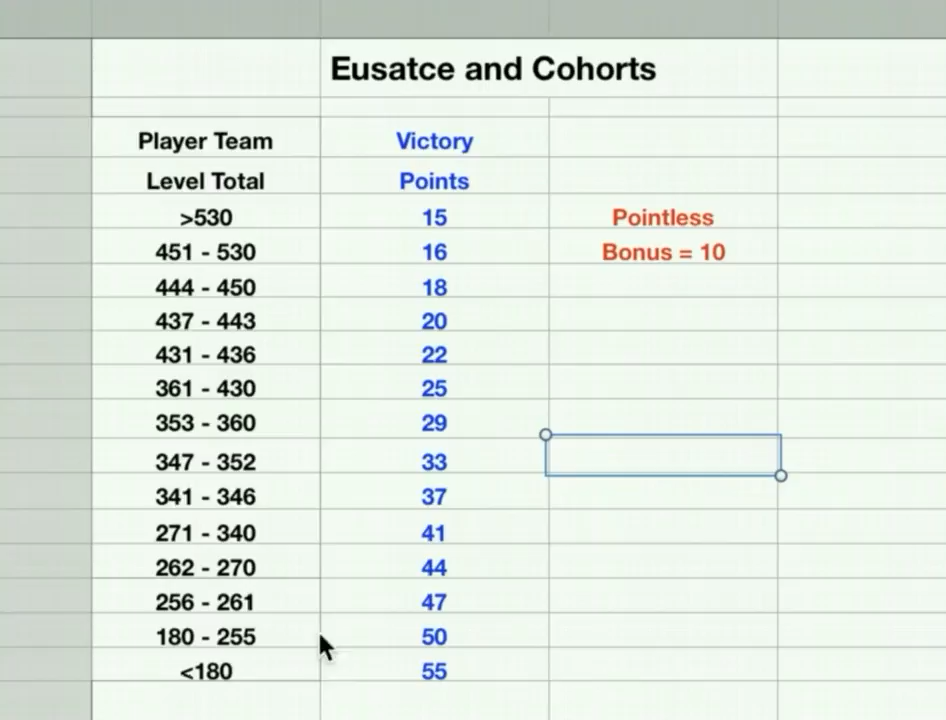 Eusatce and Cohorts
Player Team Victory
Level Total Points
>530 15 Pointless
451 - 530 16 Bonus = 10
444 - 450 18
437 - 443 20
431 - 436 22
361 - 430 25
353 - 360 29
347 - 352 33
341 - 346 37
271 - 340 41
262 - 270 44
256 - 261 47
180 - 255 50
<180 55